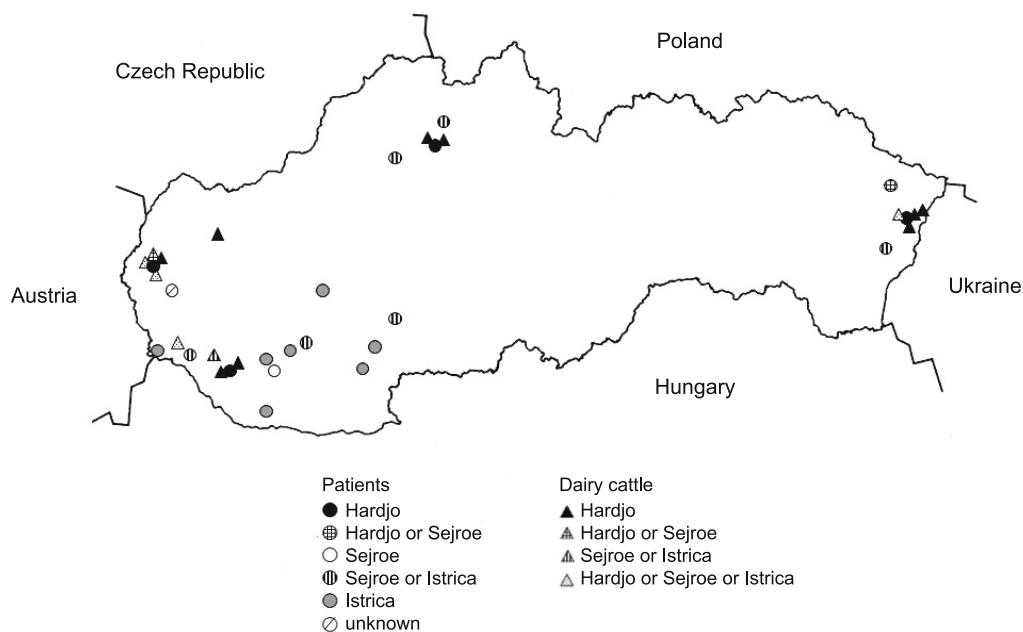 Poland
Czech Republic
Austria
Ukraine
Hungary
Patients
Hardjo
Hardjo or Sejroe
Sejroe
Sejroe or Istrica
Istrica
unknown
Dairy cattle
Hardjo
Hardjo or Sejroe
Sejroe or Istrica
Hardjo or Sejroe or Istrica